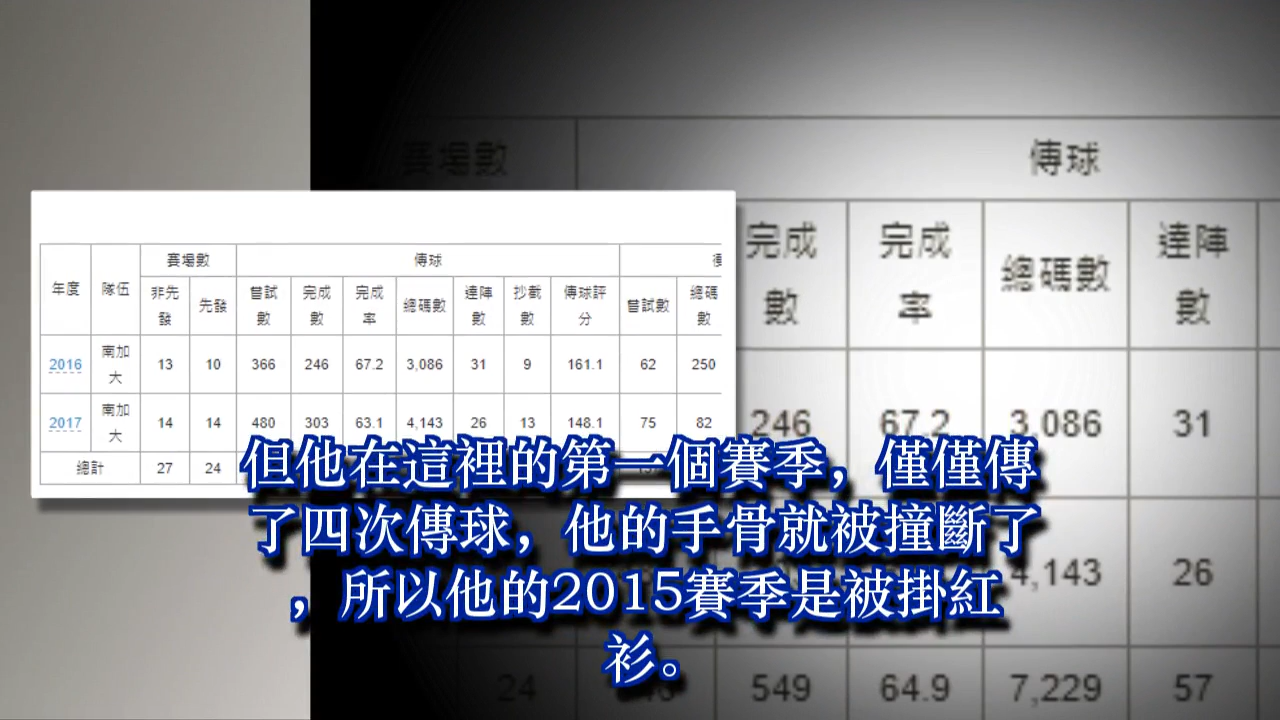 賽場數 傳球
完成數 完成率 總碼數 達陣數
246 67.2 3,086 31
4,143 26
24 549 64.9 7,229 57
賽場數 傳球
年度 隊伍 非先發 先發 嘗試數 完成數 完成率 總碼數 達陣數 抄截數 傳球評分 嘗試數 總碼數
2016 南加大 13 10 366 246 67.2 3,086 31 9 161.1 62 250
2017 南加大 14 14 480 303 63.1 4,143 26 13 148.1 75 82
總計 27 24
但他在這裡的第一個賽季，僅僅傳
了四次傳球，他的手骨就被撞斷了
，所以他的2015賽季是被掛紅
衫。